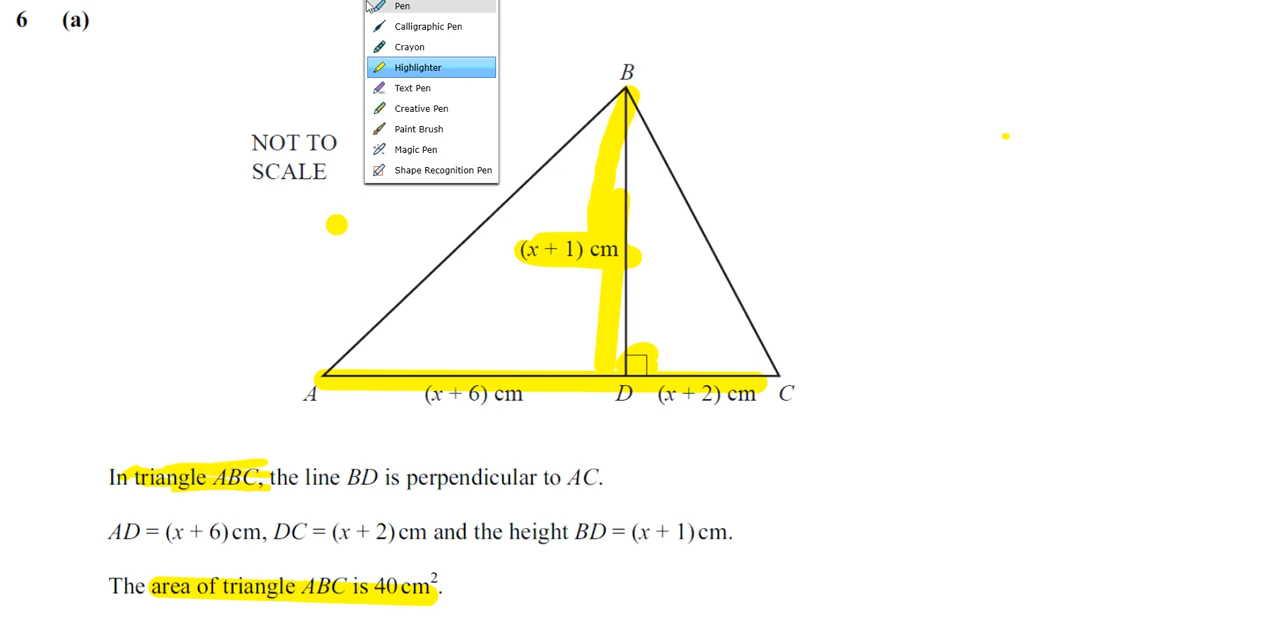 6 (a)
Pen
Calligraphic Pen
Crayon
Highlighter
Text Pen
Creative Pen
Paint Brush
Magic Pen
Shape Recognition Pen
B
NOT TO
SCALE
(x + 1) cm
A (x + 6) cm D (x + 2) cm C
In triangle ABC, the line BD is perpendicular to AC.
AD = (x + 6) cm, DC = (x + 2) cm and the height BD = (x + 1) cm.
The area of triangle ABC is 40 cm².